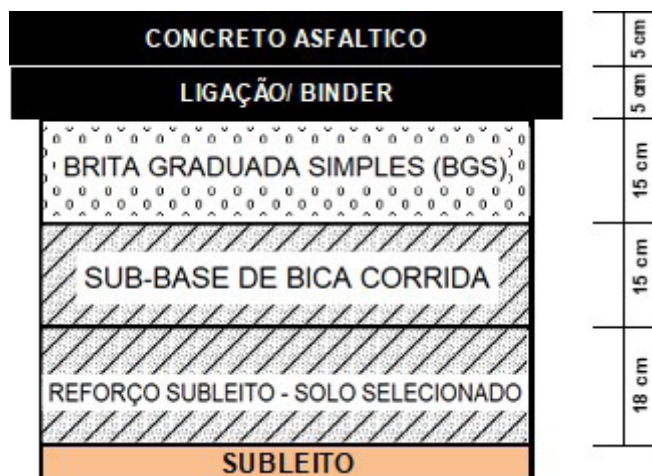 CONCRETO ASFALTICO
5 cm
LIGAÇÃO/ BINDER
5 cm
BRITA GRADUADA SIMPLES (BGS)
15 cm
SUB-BASE DE BICA CORRIDA
15 cm
REFORÇO SUBLEITO - SOLO SELECIONADO
18 cm
SUBLEITO